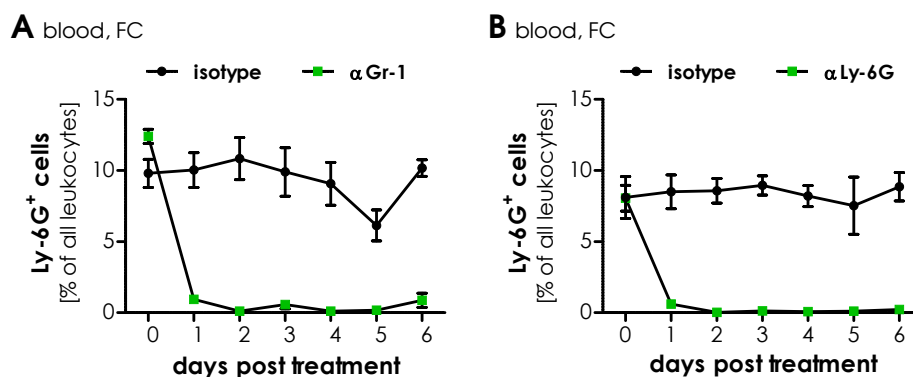 A blood, FC
isotype αGr-1
15
10
5
0
Ly-6G+ cells
[% of all leukocytes]
0 1 2 3 4 5 6
days post treatment
B blood, FC
isotype αLy-6G
15
10
5
0
Ly-6G+ cells
[% of all leukocytes]
0 1 2 3 4 5 6
days post treatment